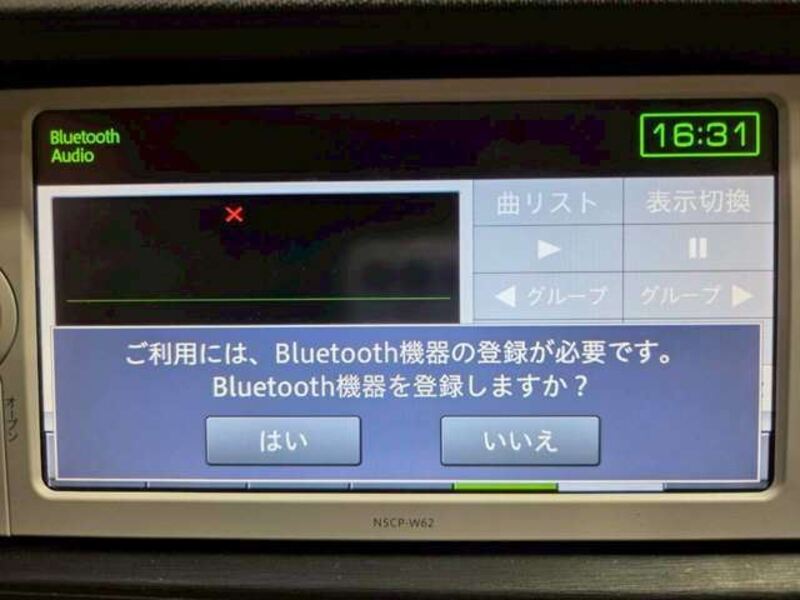 Bluetooth
Audio
16:31
曲リスト
表示切換
◀ グループ
グループ ▶
ご利用には、Bluetooth機器の登録が必要です。
Bluetooth機器を登録しますか?
はい
いいえ
オープン
NSCP-W62